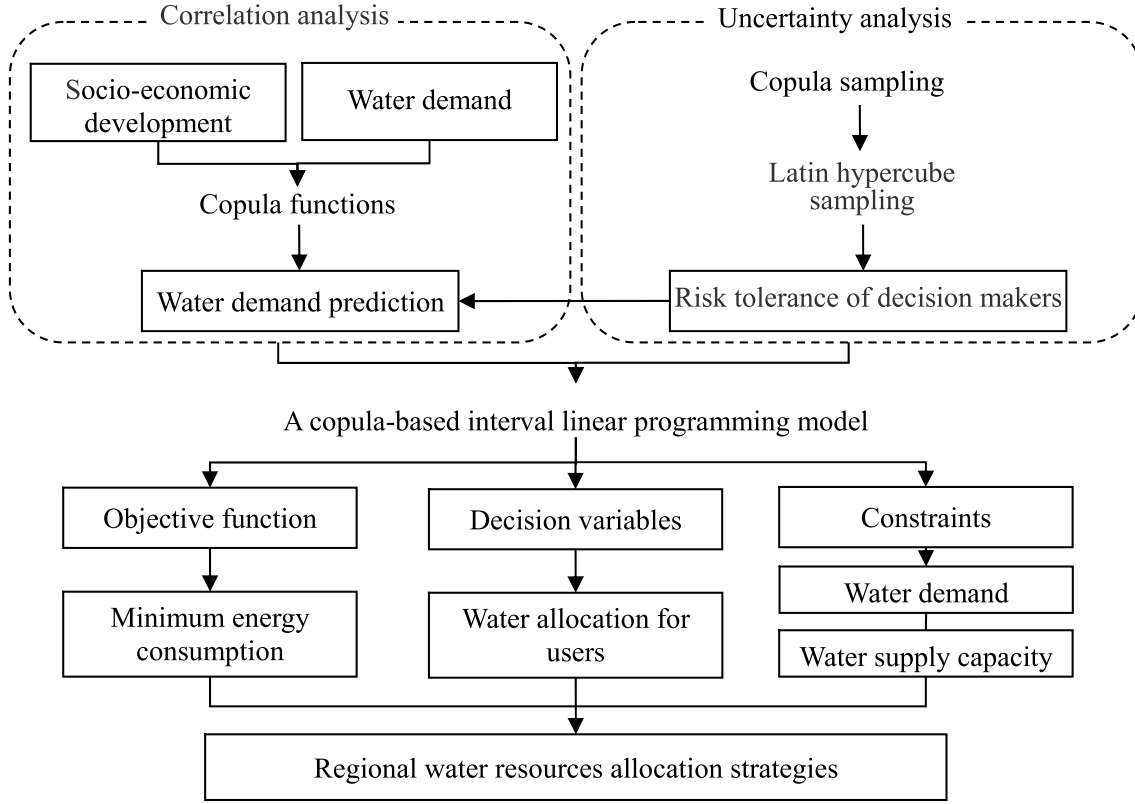 Correlation analysis
Socio-economic
development
Water demand
Copula functions
Water demand prediction
Uncertainty analysis
Copula sampling
Latin hypercube
sampling
Risk tolerance of decision makers
A copula-based interval linear programming model
Objective function
Decision variables
Constraints
Minimum energy
consumption
Water allocation for
users
Water demand
Water supply capacity
Regional water resources allocation strategies